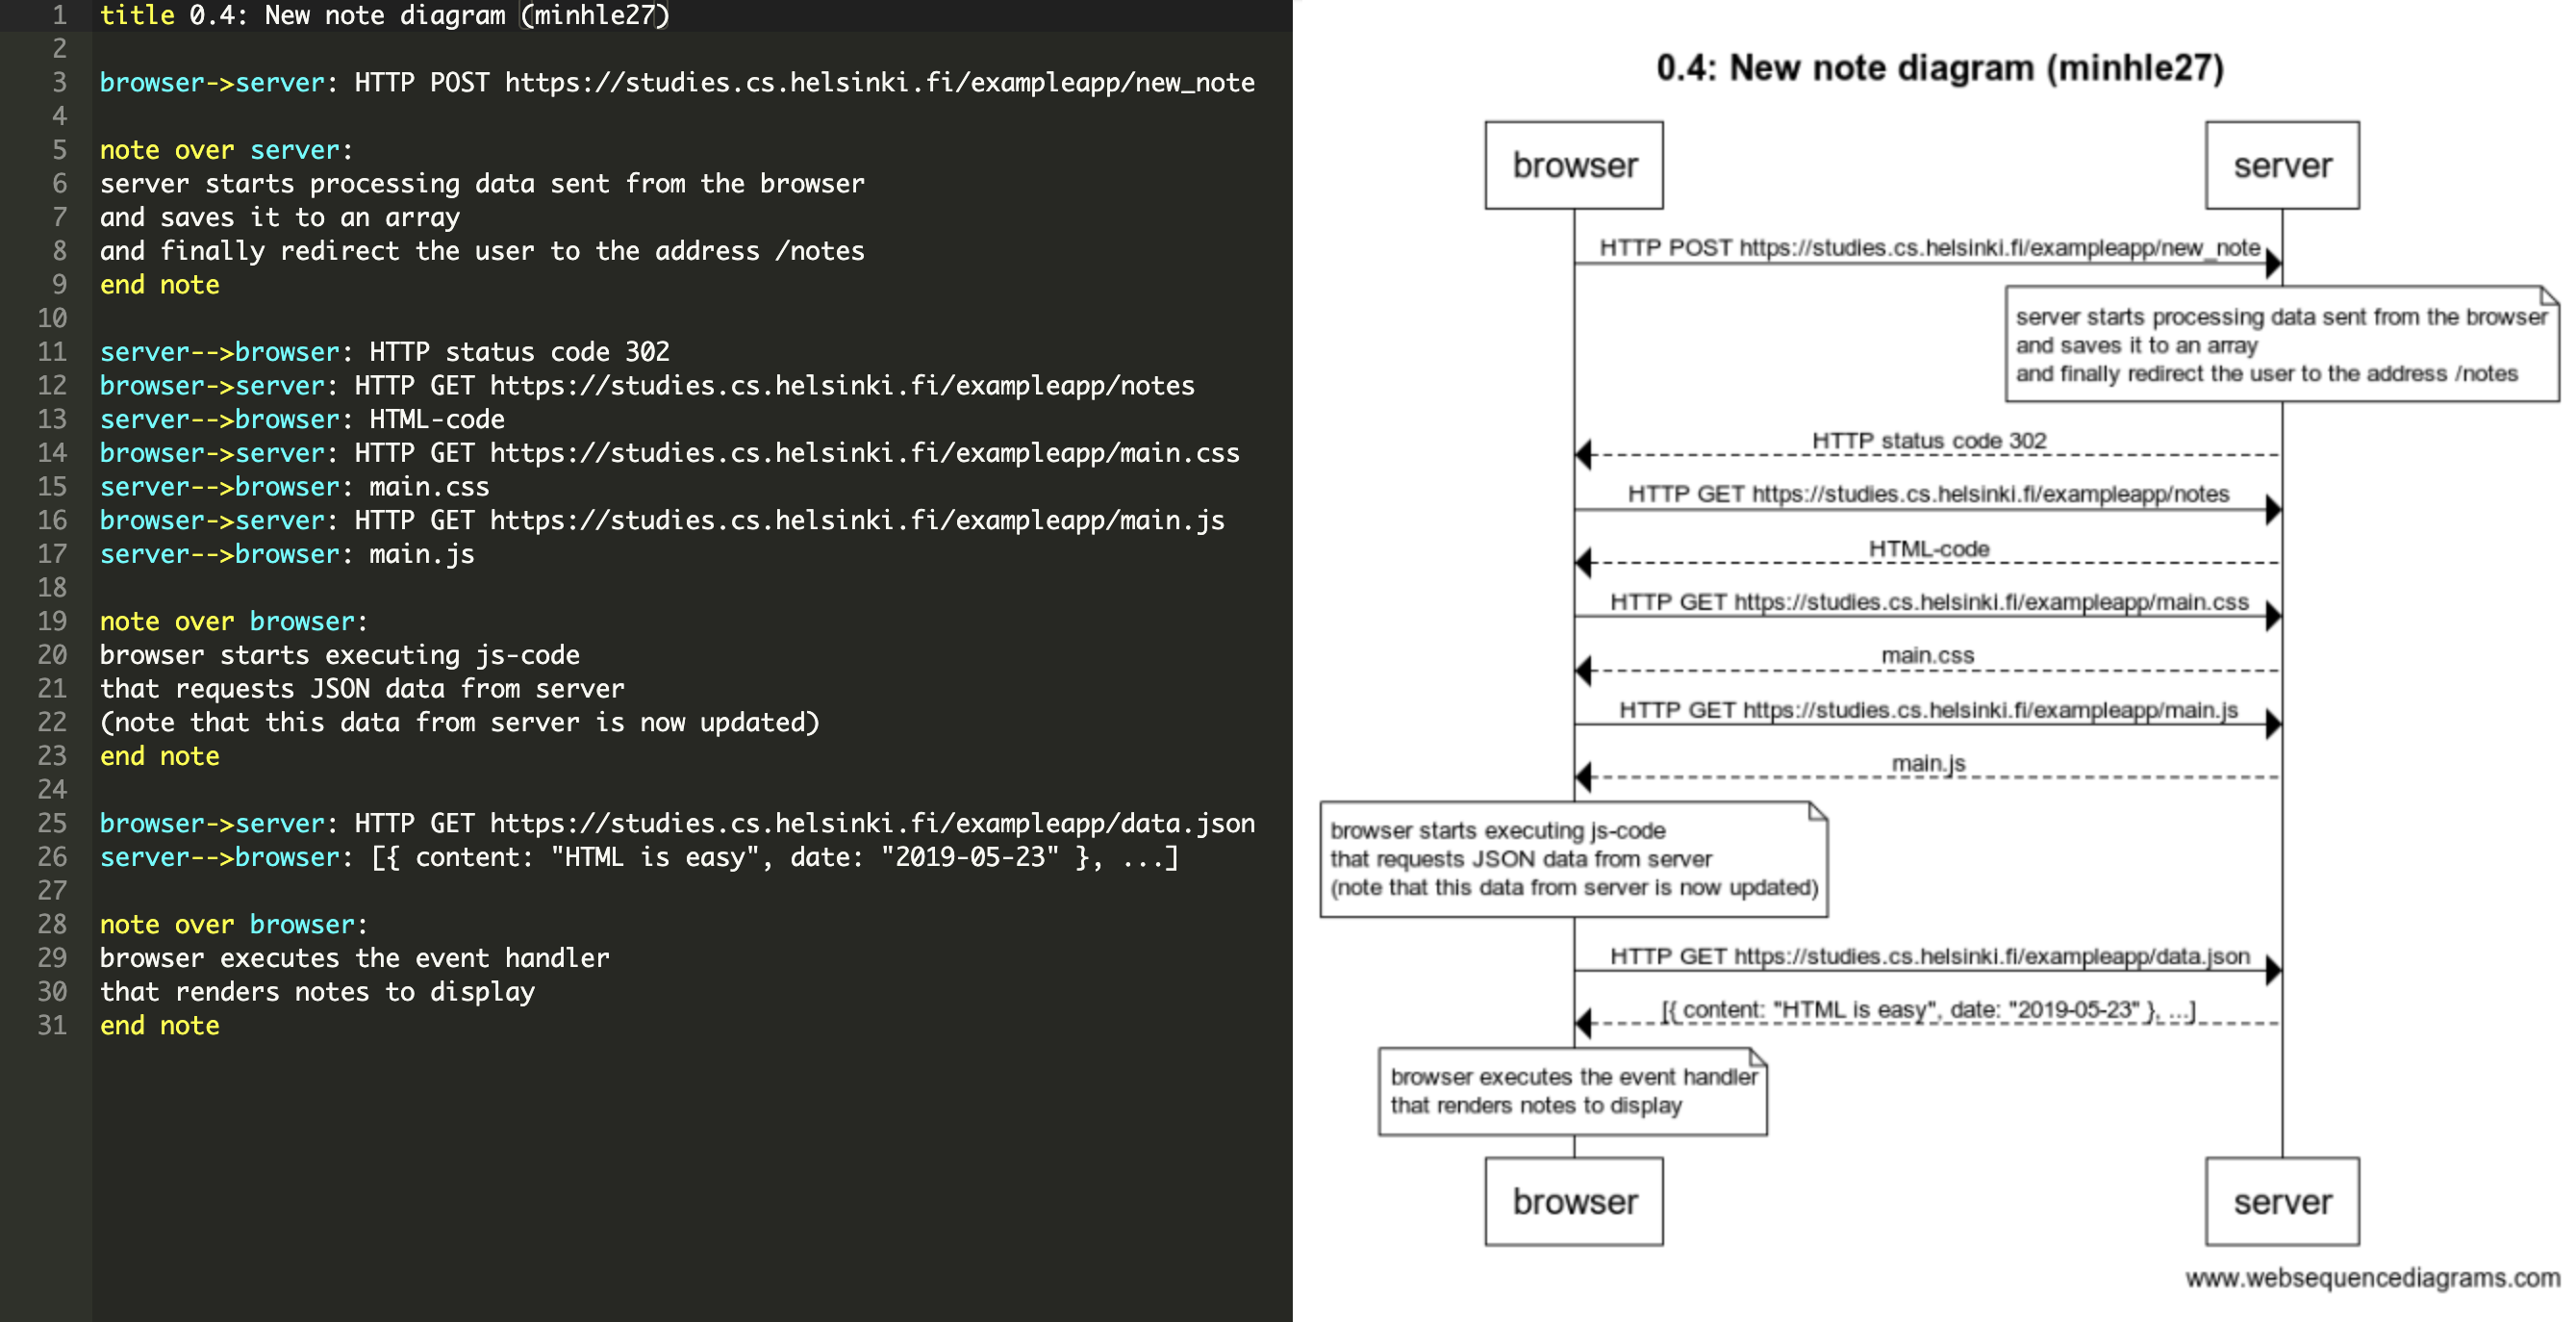 1 title 0.4: New note diagram (minhle27)
2
3 browser->server: HTTP POST https://studies.cs.helsinki.fi/exampleapp/new_note
4
5 note over server:
6 server starts processing data sent from the browser
7 and saves it to an array
8 and finally redirect the user to the address /notes
9 end note
10
11 server-->browser: HTTP status code 302
12 browser->server: HTTP GET https://studies.cs.helsinki.fi/exampleapp/notes
13 server-->browser: HTML-code
14 browser->server: HTTP GET https://studies.cs.helsinki.fi/exampleapp/main.css
15 server-->browser: main.css
16 browser->server: HTTP GET https://studies.cs.helsinki.fi/exampleapp/main.js
17 server-->browser: main.js
18
19 note over browser:
20 browser starts executing js-code
21 that requests JSON data from server
22 (note that this data from server is now updated)
23 end note
24
25 browser->server: HTTP GET https://studies.cs.helsinki.fi/exampleapp/data.json
26 server-->browser: [{ content: "HTML is easy", date: "2019-05-23" }, ...]
27
28 note over browser:
29 browser executes the event handler
30 that renders notes to display
31 end note
0.4: New note diagram (minhle27)
browser server
HTTP POST https://studies.cs.helsinki.fi/exampleapp/new_note
server starts processing data sent from the browser
and saves it to an array
and finally redirect the user to the address /notes
HTTP status code 302
HTTP GET https://studies.cs.helsinki.fi/exampleapp/notes
HTML-code
HTTP GET https://studies.cs.helsinki.fi/exampleapp/main.css
main.css
HTTP GET https://studies.cs.helsinki.fi/exampleapp/main.js
main.js
browser starts executing js-code
that requests JSON data from server
(note that this data from server is now updated)
HTTP GET https://studies.cs.helsinki.fi/exampleapp/data.json
[{ content: "HTML is easy", date: "2019-05-23" }, ...]
browser executes the event handler
that renders notes to display
browser server
www.websequencediagrams.com